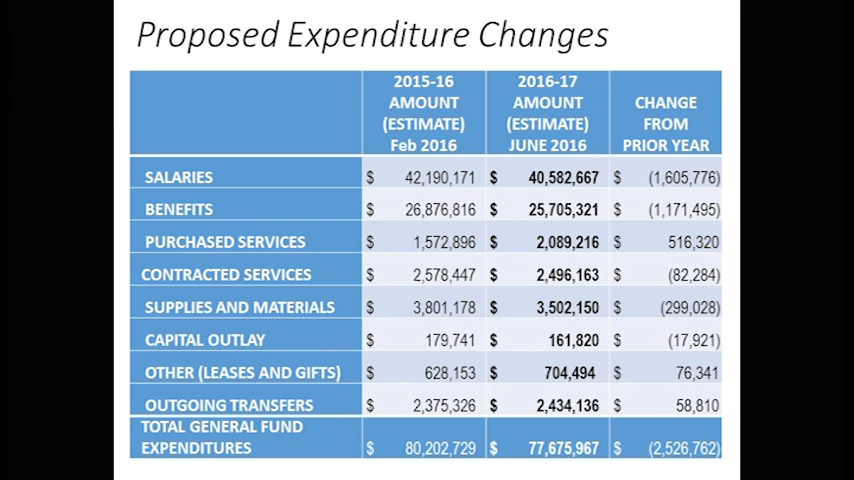 Proposed Expenditure Changes
2015-16 AMOUNT (ESTIMATE) Feb 2016 2016-17 AMOUNT (ESTIMATE) JUNE 2016 CHANGE FROM PRIOR YEAR
SALARIES $ 42,190,171 $ 40,582,667 $ (1,605,776)
BENEFITS $ 26,876,816 $ 25,705,321 $ (1,171,495)
PURCHASED SERVICES $ 1,572,896 $ 2,089,216 $ 516,320
CONTRACTED SERVICES $ 2,578,447 $ 2,496,163 $ (82,284)
SUPPLIES AND MATERIALS $ 3,801,178 $ 3,502,150 $ (299,028)
CAPITAL OUTLAY $ 179,741 $ 161,820 $ (17,921)
OTHER (LEASES AND GIFTS) $ 628,153 $ 704,494 $ 76,341
OUTGOING TRANSFERS $ 2,375,326 $ 2,434,136 $ 58,810
TOTAL GENERAL FUND
EXPENDITURES $ 80,202,729 $ 77,675,967 $ (2,526,762)